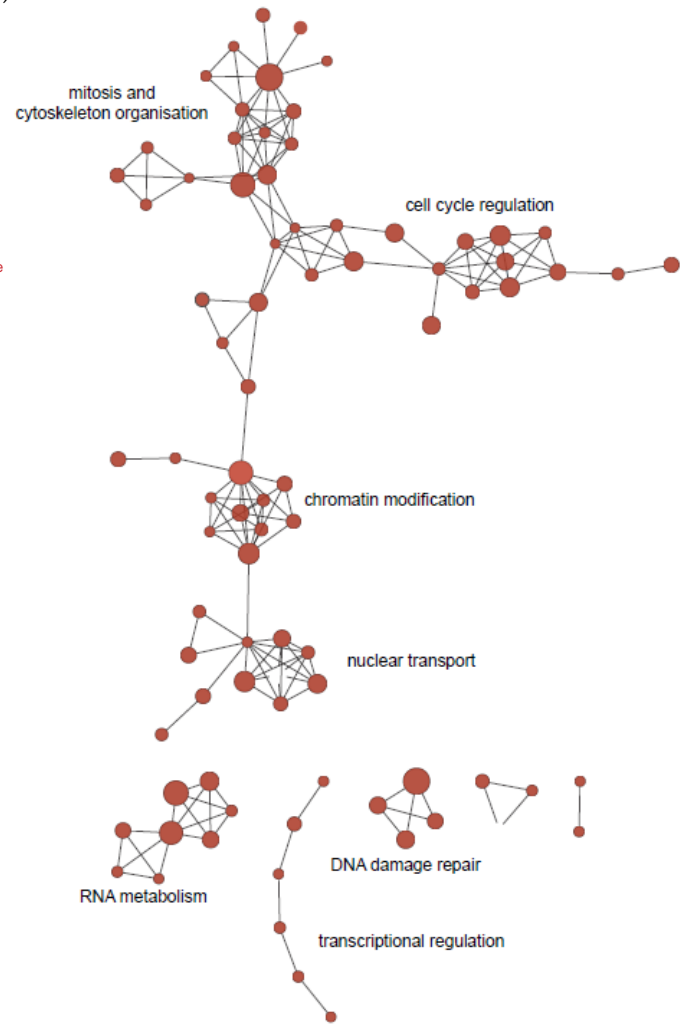 mitosis and
cytoskeleton organisation
cell cycle regulation
e
chromatin modification
nuclear transport
DNA damage repair
RNA metabolism
transcriptional regulation